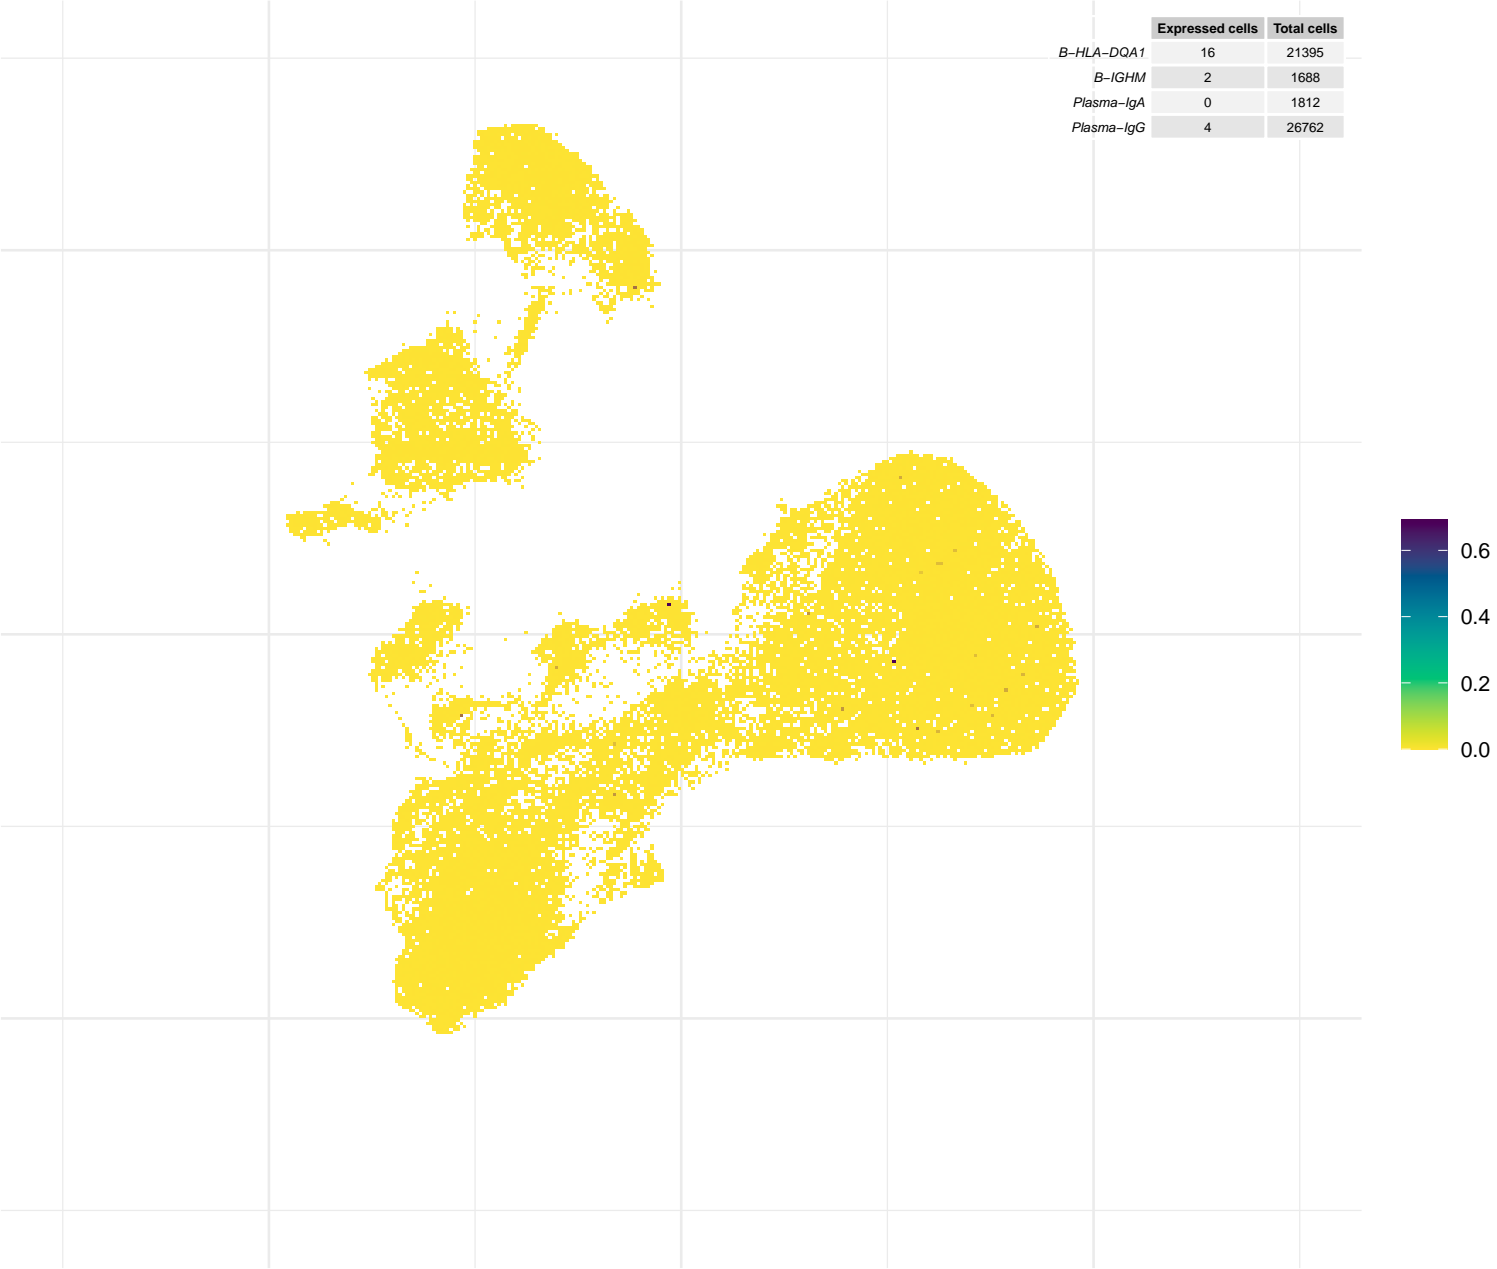 Expressed cells Total cells
B−HLA−DQA1 16 21395
B−IGHM 2 1688
Plasma−IgA 0 1812
Plasma−IgG 4 26762
0.6
0.4
0.2
0.0